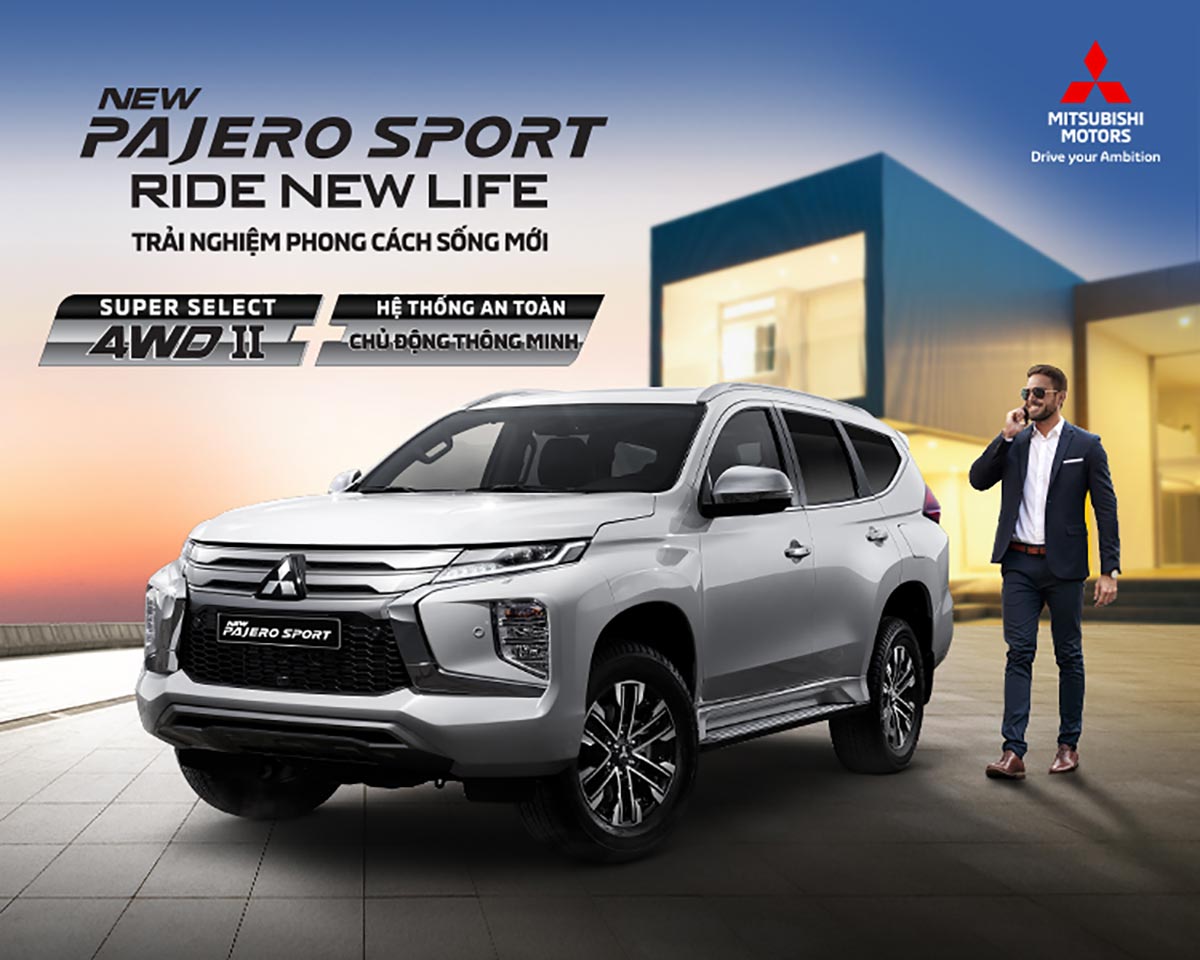 NEW
PAJERO SPORT
RIDE NEW LIFE
TRẢI NGHIỆM PHONG CÁCH SỐNG MỚI
SUPER SELECT
4WD II
+
HỆ THỐNG AN TOÀN
CHỦ ĐỘNG THÔNG MINH
MITSUBISHI
MOTORS
Drive your Ambition
NEW
PAJERO SPORT